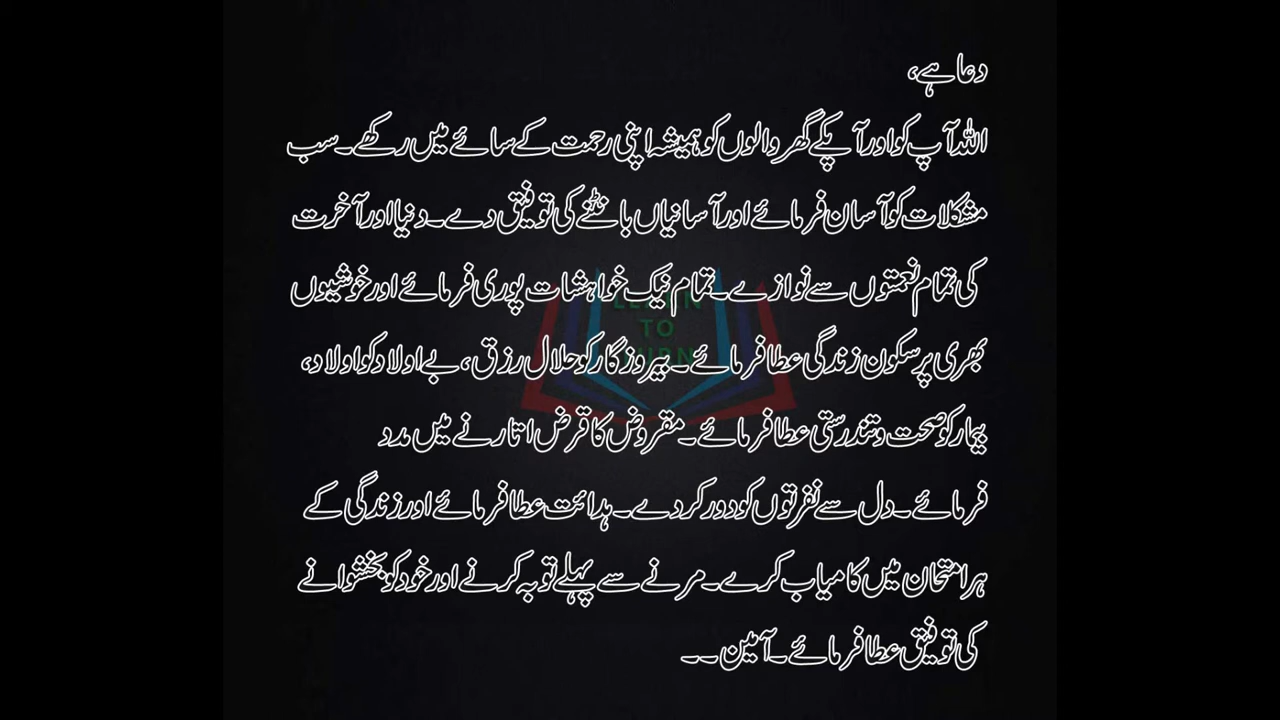 دعا ہے،
اللہ آپ کو اور آپکے گھر والوں کو ہمیشہ اپنی رحمت کے سائے میں رکھے۔ سب
مشکلات کو آسان فرمائے اور آسانیاں بانٹنے کی توفیق دے۔ دنیا اور آخرت
کی تمام نعمتوں سے نوازے۔ تمام نیک خواہشات پوری فرمائے اور خوشیوں
بھری پرسکون زندگی عطا فرمائے۔ بیروزگار کو حلال رزق، بے اولاد کو اولاد،
بیمار کو صحت و تندرستی عطا فرمائے۔ مقروض کا قرض اتارنے میں مدد
فرمائے۔ دل سے نفرتوں کو دور کر دے۔ ہدائت عطا فرمائے اور زندگی کے
ہر امتحان میں کامیاب کرے۔ مرنے سے پہلے توبہ کرنے اور خود کو بخشوانے
کی توفیق عطا فرمائے۔ آمین۔۔
LEARN
TO